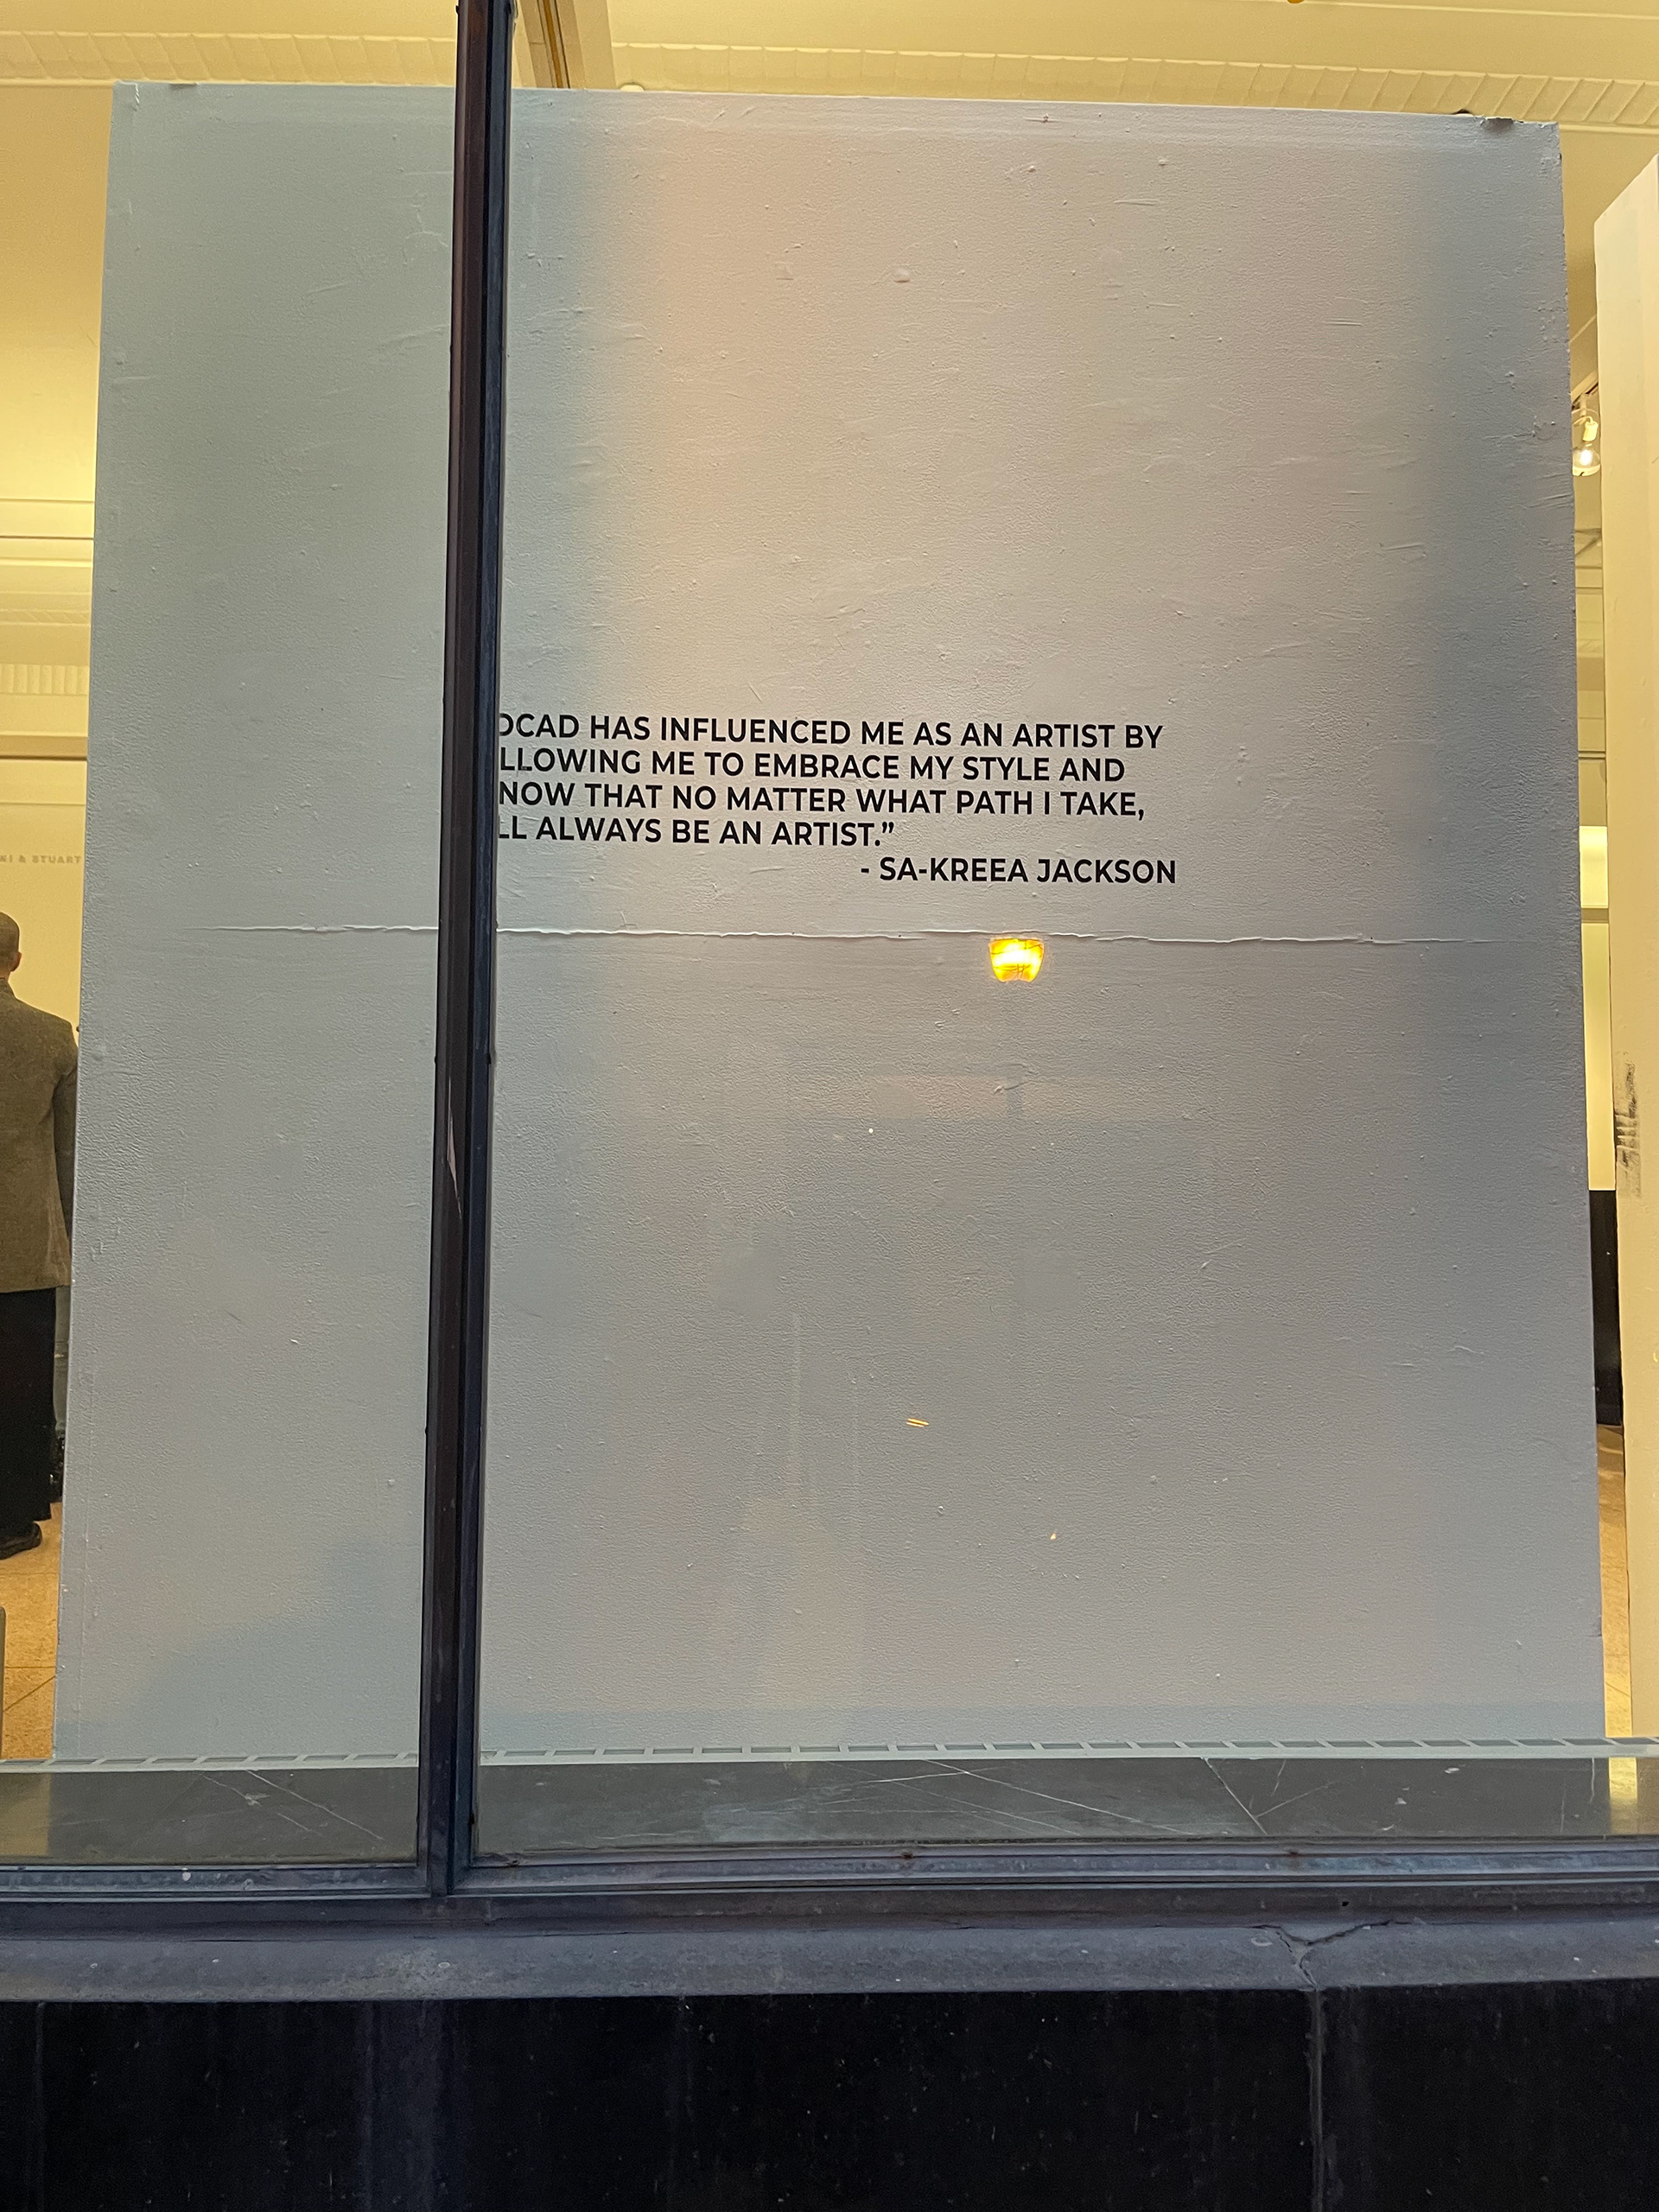 OCAD HAS INFLUENCED ME AS AN ARTIST BY
LLOWING ME TO EMBRACE MY STYLE AND
NOW THAT NO MATTER WHAT PATH I TAKE,
LL ALWAYS BE AN ARTIST.”
- SA-KREEA JACKSON
& STUART